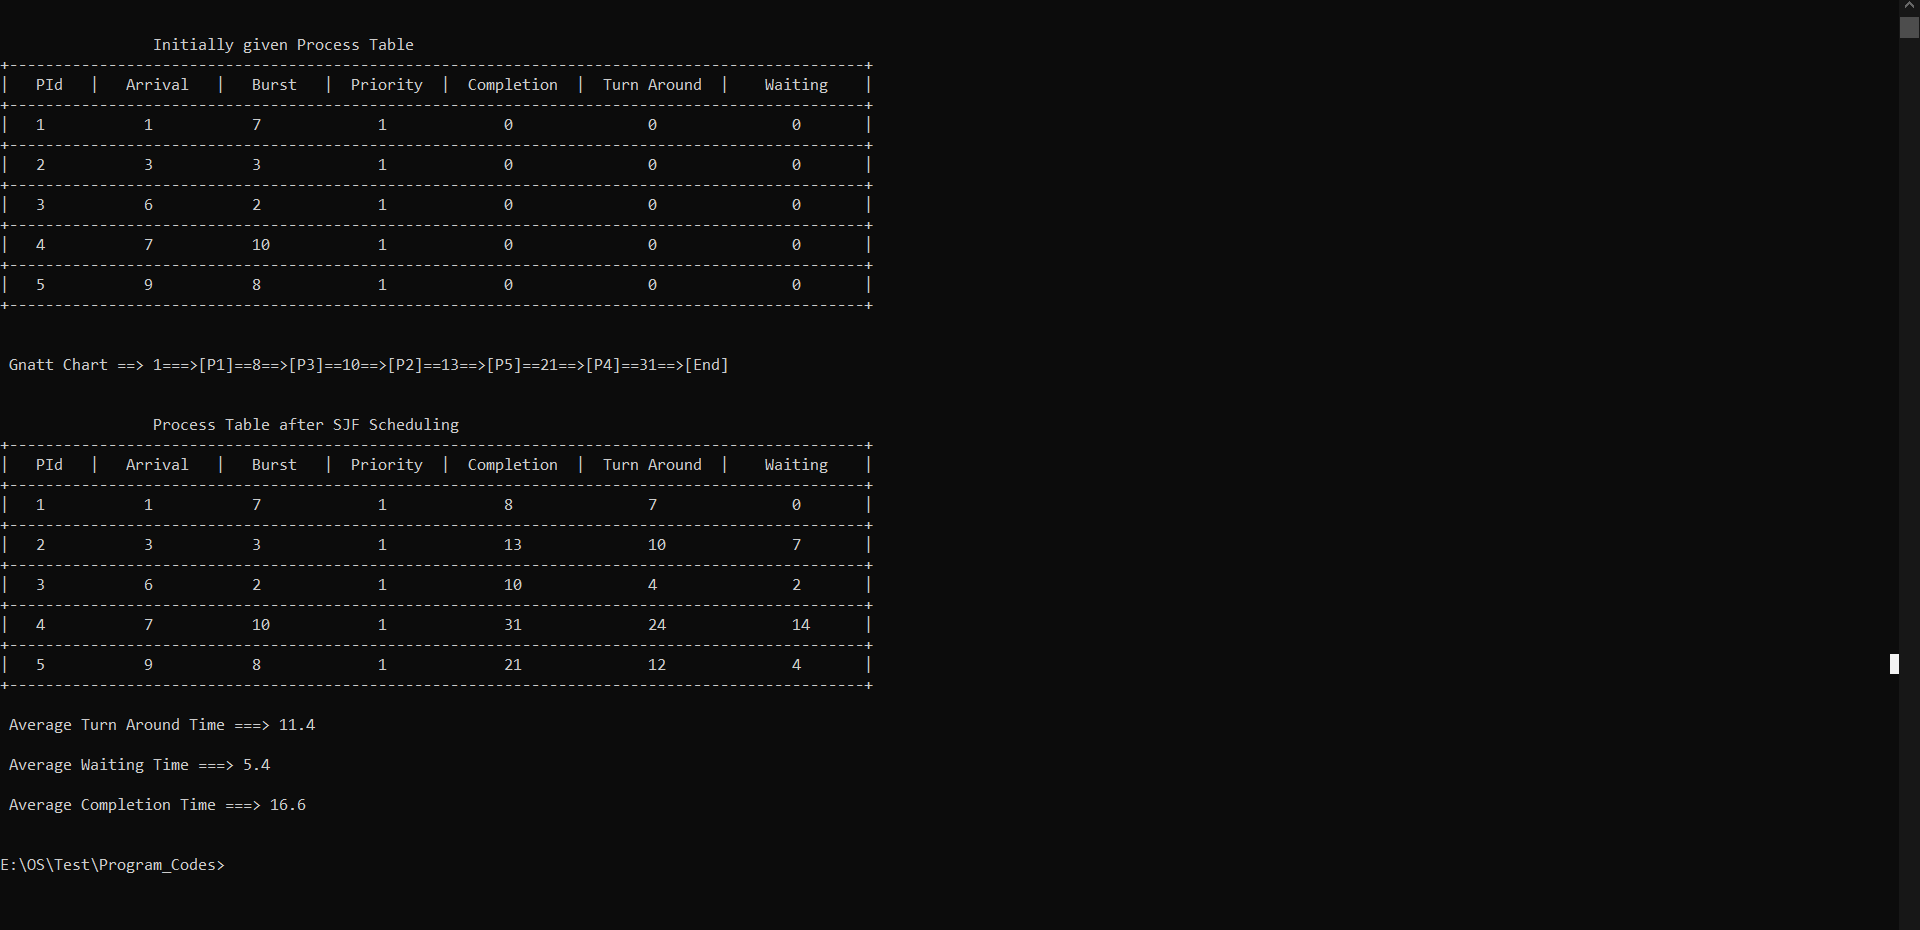 Initially given Process Table
+-----------------------------------------------------------------------------------------------+
|   PId   |   Arrival   |   Burst   |  Priority  |  Completion  |  Turn Around  |    Waiting    |
+-----------------------------------------------------------------------------------------------+
|   1           1           7             1             0               0               0       |
+-----------------------------------------------------------------------------------------------+
|   2           3           3             1             0               0               0       |
+-----------------------------------------------------------------------------------------------+
|   3           6           2             1             0               0               0       |
+-----------------------------------------------------------------------------------------------+
|   4           7           10            1             0               0               0       |
+-----------------------------------------------------------------------------------------------+
|   5           9           8             1             0               0               0       |
+-----------------------------------------------------------------------------------------------+
Gnatt Chart ==> 1===>[P1]==8==>[P3]==10==>[P2]==13==>[P5]==21==>[P4]==31==>[End]
Process Table after SJF Scheduling
+-----------------------------------------------------------------------------------------------+
|   PId   |   Arrival   |   Burst   |  Priority  |  Completion  |  Turn Around  |    Waiting    |
+-----------------------------------------------------------------------------------------------+
|   1           1           7             1             8               7               0       |
+-----------------------------------------------------------------------------------------------+
|   2           3           3             1             13              10              7       |
+-----------------------------------------------------------------------------------------------+
|   3           6           2             1             10              4               2       |
+-----------------------------------------------------------------------------------------------+
|   4           7           10            1             31              24              14      |
+-----------------------------------------------------------------------------------------------+
|   5           9           8             1             21              12              4       |
+-----------------------------------------------------------------------------------------------+
Average Turn Around Time ===> 11.4
Average Waiting Time ===> 5.4
Average Completion Time ===> 16.6
E:\OS\Test\Program_Codes>